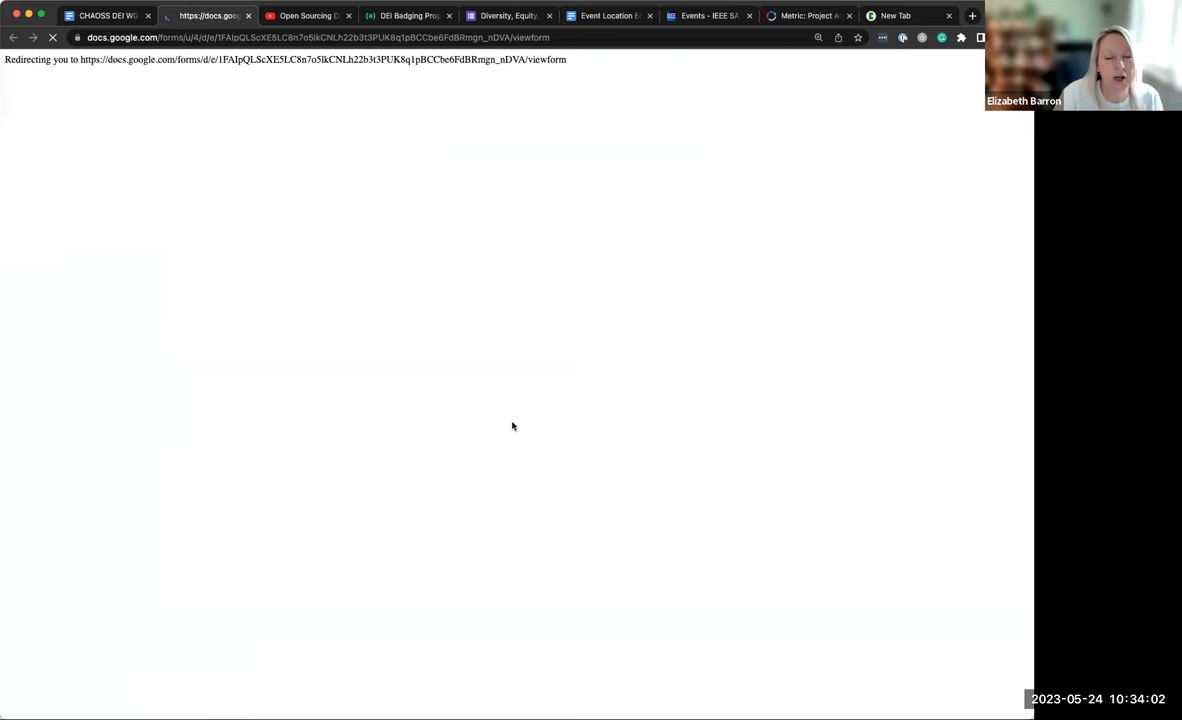 CHAOSS DEI WG
https://docs.goo
Open Sourcing D
DEI Badging Pro
Diversity, Equity,
Event Location E
Events - IEEE SA
Metric: Project A
New Tab
docs.google.com/forms/u/4/d/e/1FAIpQLScXE5LC8n7o5lkCNLh22b3t3PUK8q1pBCCbe6FdBRmgn_nDVA/viewform
Redirecting you to https://docs.google.com/forms/d/e/1FAIpQLScXE5LC8n7o5lkCNLh22b3t3PUK8q1pBCCbe6FdBRmgn_nDVA/viewform
Elizabeth Barron
2023-05-24 10:34:02